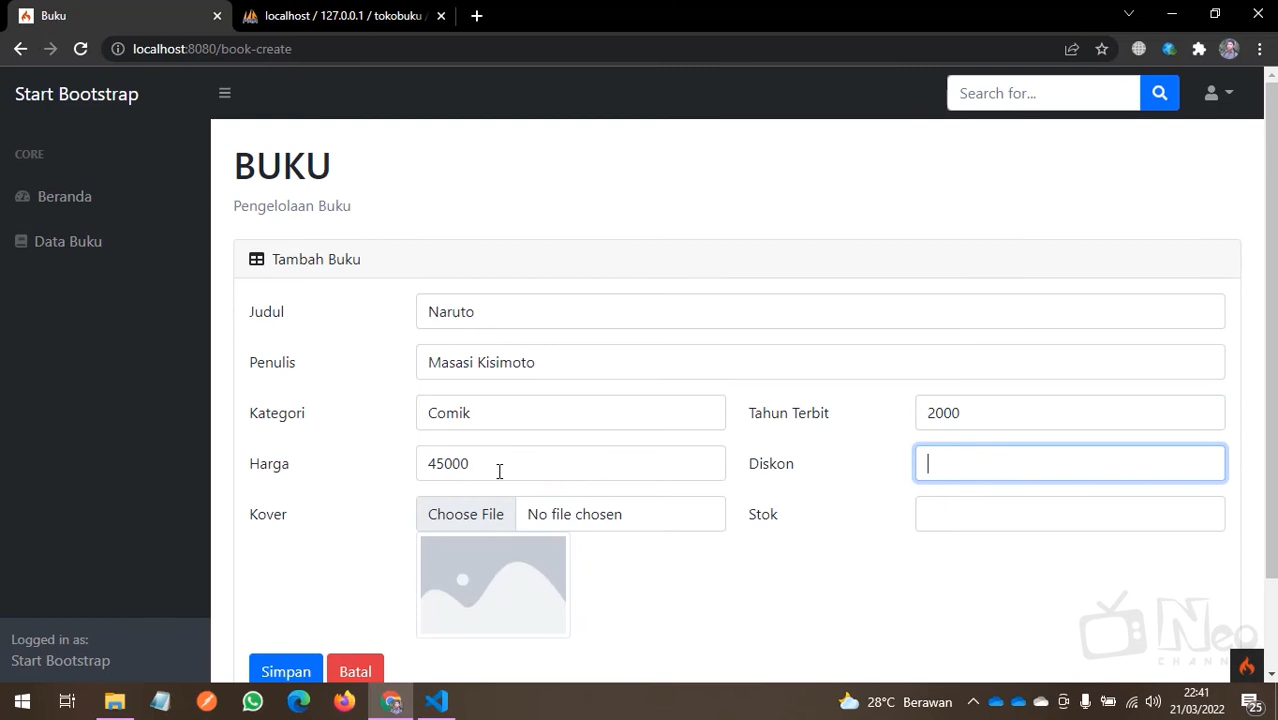 Buku
localhost / 127.0.0.1 / tokobuku /
localhost:8080/book-create
Start Bootstrap
Search for...
CORE
Beranda
Data Buku
BUKU
Pengelolaan Buku
Tambah Buku
Judul
Naruto
Penulis
Masasi Kisimoto
Kategori
Comik
Tahun Terbit
2000
Harga
45000
Diskon
Kover
Choose File
No file chosen
Stok
Simpan
Batal
Logged in as:
Start Bootstrap
Neo
CHANN
28°C
Berawan
22:41
21/03/2022
25